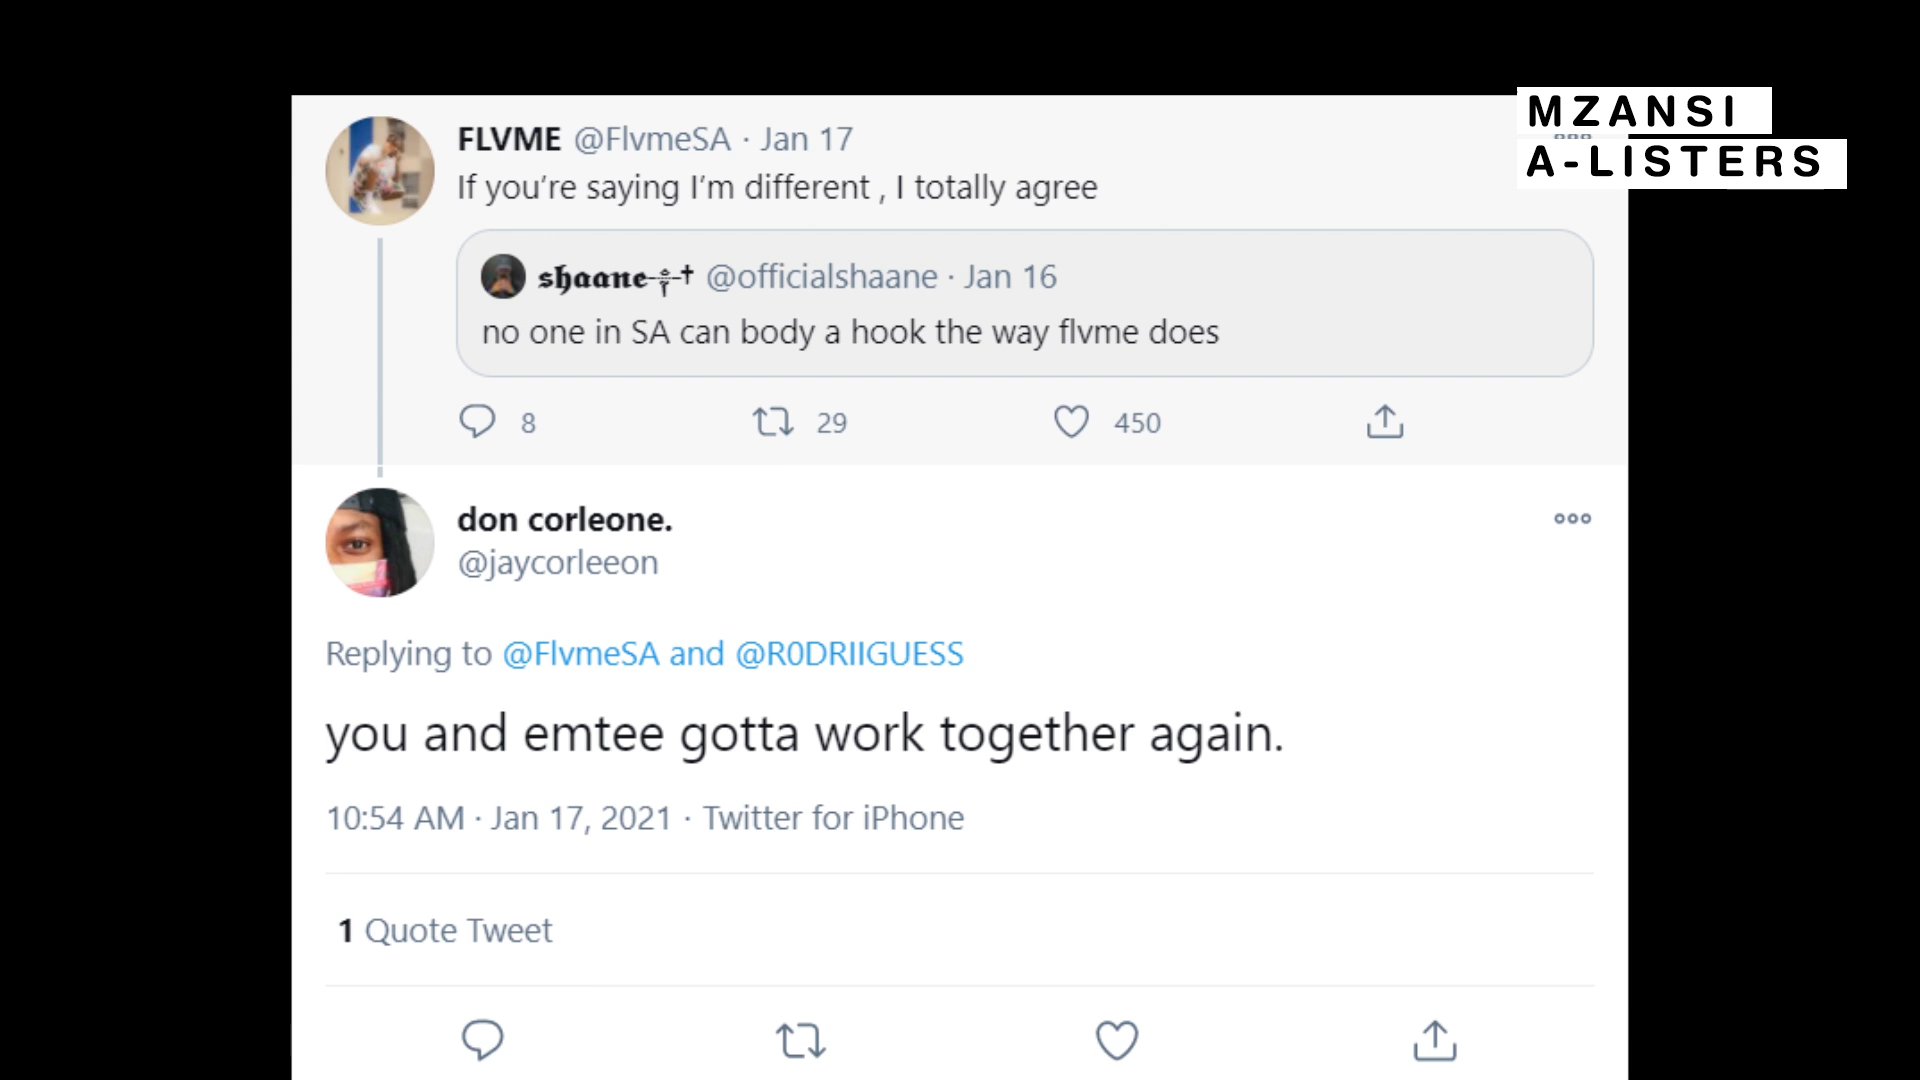 MZANSI
A-LISTERS
FLVME @FlvmeSA · Jan 17
If you’re saying I’m different , I totally agree
shaane @officialshaane · Jan 16
no one in SA can body a hook the way flvme does
8 29 450
don corleone.
@jaycorleeon
Replying to @FlvmeSA and @R0DRIIGUESS
you and emtee gotta work together again.
10:54 AM · Jan 17, 2021 · Twitter for iPhone
1 Quote Tweet